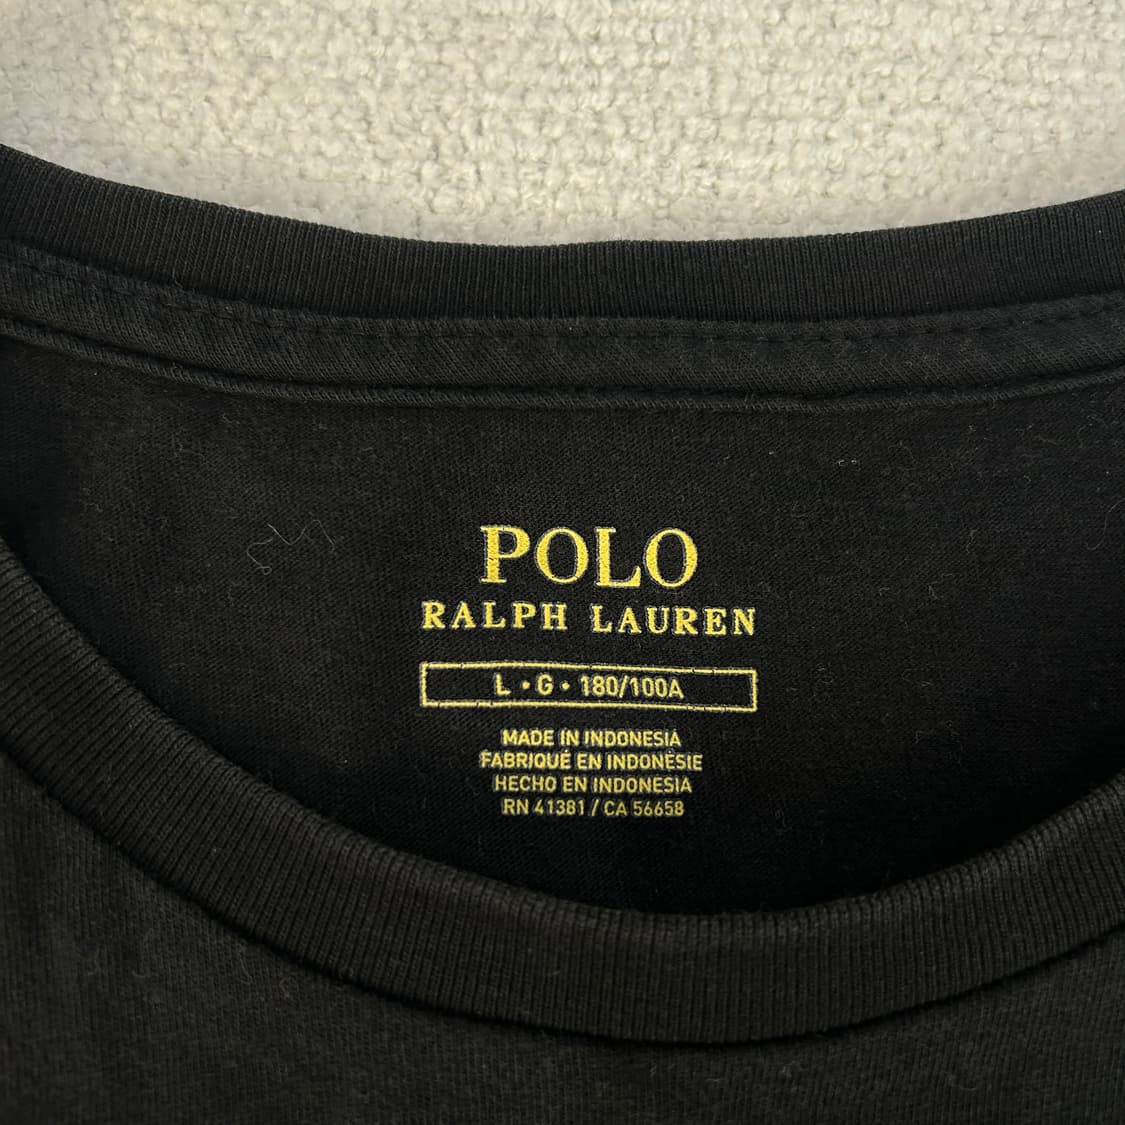 POLO
RALPH LAUREN
L • G • 180/100A
MADE IN INDONESIA
FABRIQUÉ EN INDONÉSIE
HECHO EN INDONESIA
RN 41381 / CA 56658